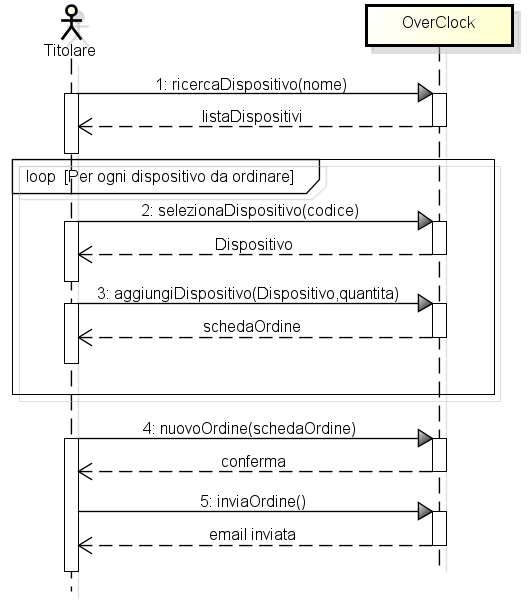 OverClock
Titolare
1: ricercaDispositivo(nome)
listaDispositivi
loop [Per ogni dispositivo da ordinare]
2: selezionaDispositivo(codice)
Dispositivo
3: aggiungiDispositivo(Dispositivo,quantita)
schedaOrdine
4: nuovoOrdine(schedaOrdine)
conferma
5: inviaOrdine()
email inviata